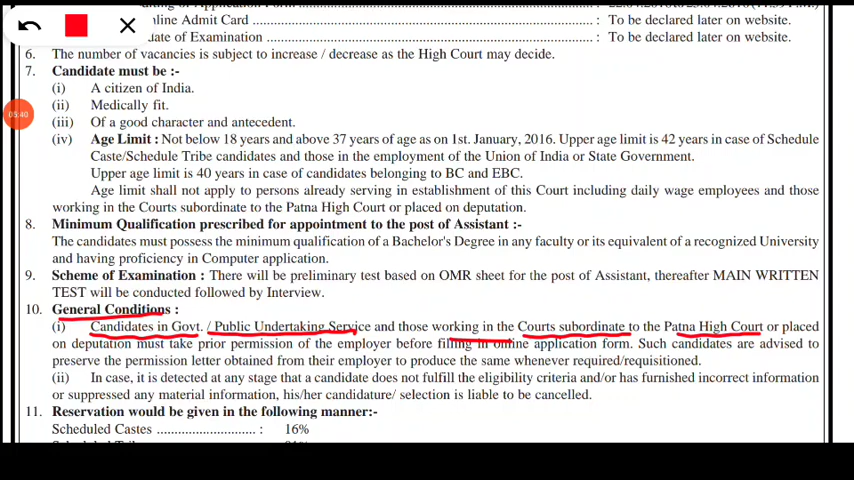 nline Admit Card ............................................................................................ : To be declared later on website.
ate of Examination ........................................................................................ : To be declared later on website.
6. The number of vacancies is subject to increase / decrease as the High Court may decide.
7. Candidate must be :-
(i) A citizen of India.
05:40
(ii) Medically fit.
(iii) Of a good character and antecedent.
(iv) Age Limit : Not below 18 years and above 37 years of age as on 1st. January, 2016. Upper age limit is 42 years in case of Schedule
Caste/Schedule Tribe candidates and those in the employment of the Union of India or State Government.
Upper age limit is 40 years in case of candidates belonging to BC and EBC.
Age limit shall not apply to persons already serving in establishment of this Court including daily wage employees and those
working in the Courts subordinate to the Patna High Court or placed on deputation.
8. Minimum Qualification prescribed for appointment to the post of Assistant :-
The candidates must possess the minimum qualification of a Bachelor's Degree in any faculty or its equivalent of a recognized University
and having proficiency in Computer application.
9. Scheme of Examination : There will be preliminary test based on OMR sheet for the post of Assistant, thereafter MAIN WRITTEN
TEST will be conducted followed by Interview.
10. General Conditions :
(i) Candidates in Govt. / Public Undertaking Service and those working in the Courts subordinate to the Patna High Court or placed
on deputation must take prior permission of the employer before filling in online application form. Such candidates are advised to
preserve the permission letter obtained from their employer to produce the same whenever required/requisitioned.
(ii) In case, it is detected at any stage that a candidate does not fulfill the eligibility criteria and/or has furnished incorrect information
or suppressed any material information, his/her candidature/ selection is liable to be cancelled.
11. Reservation would be given in the following manner:-
Scheduled Castes ........................... : 16%